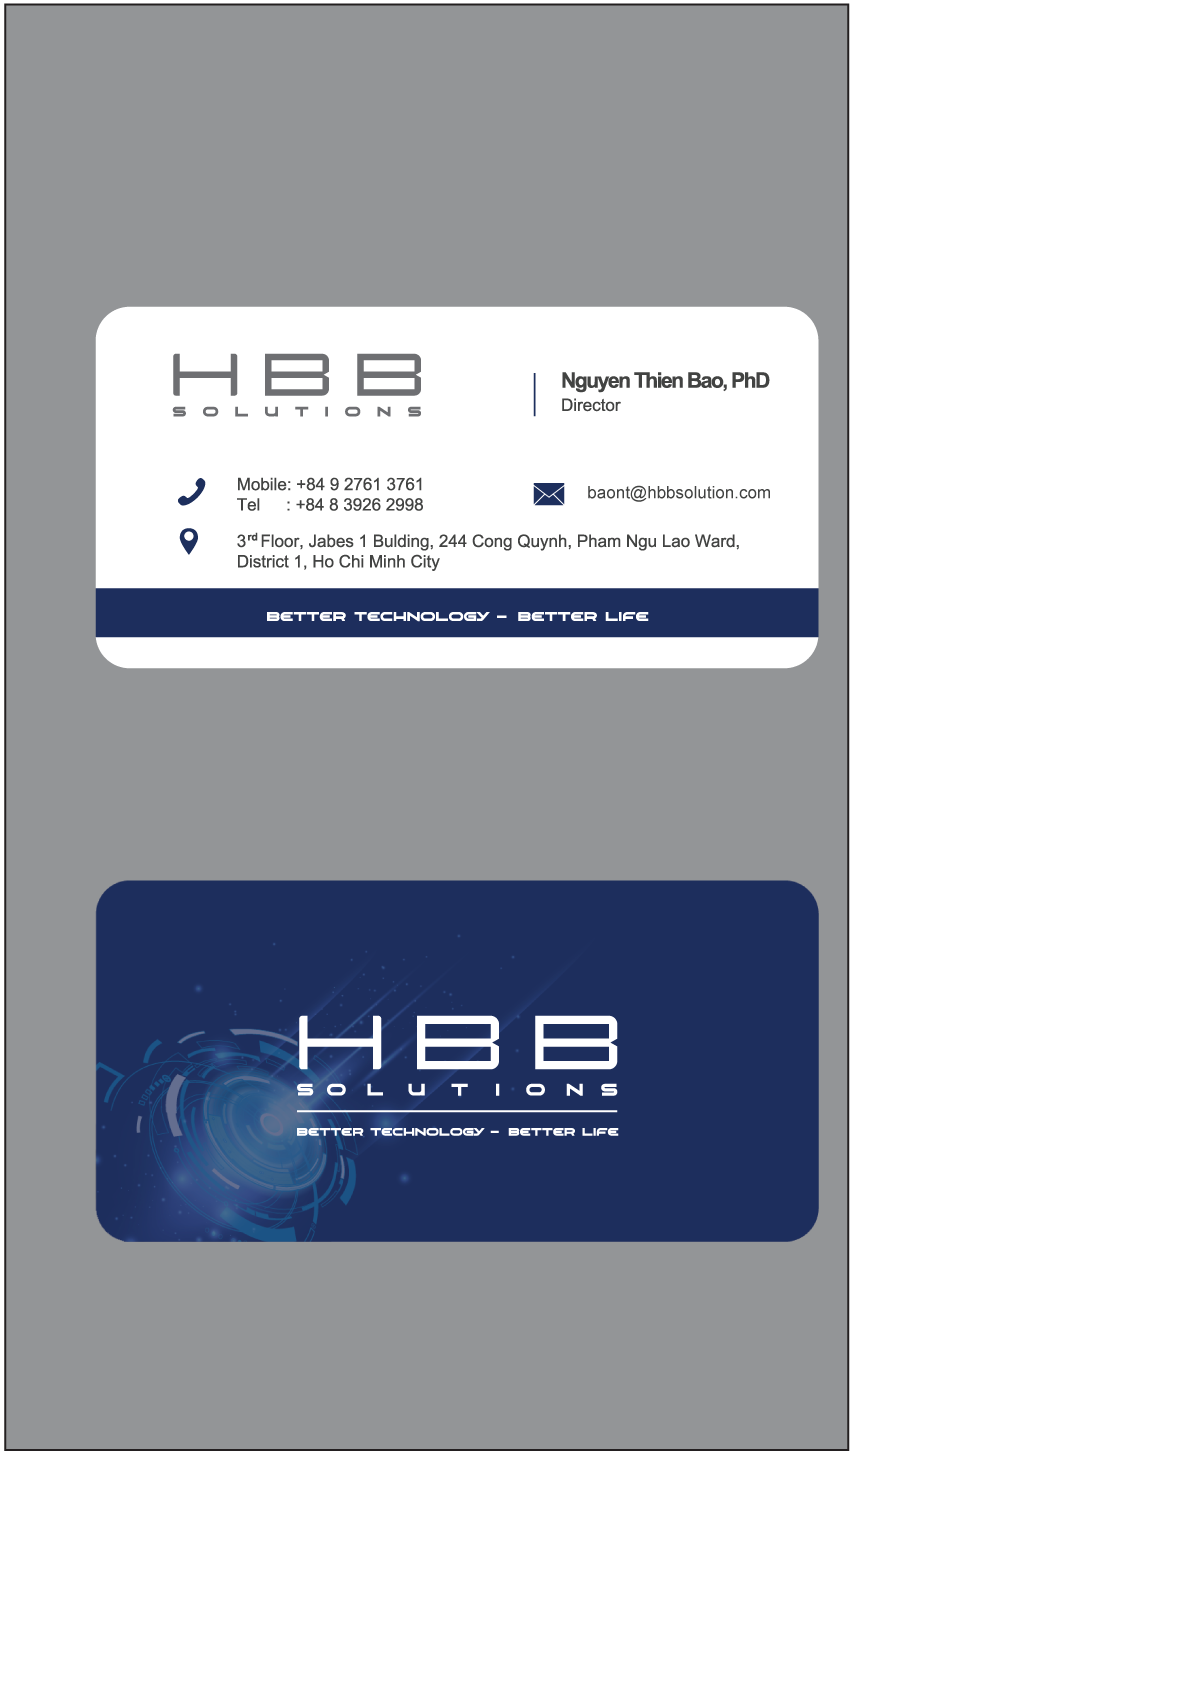 HBB
SOLUTIONS
Nguyen Thien Bao, PhD
Director
Mobile: +84 9 2761 3761
Tel : +84 8 3926 2998
baont@hbbsolution.com
3rd Floor, Jabes 1 Bulding, 244 Cong Quynh, Pham Ngu Lao Ward,
District 1, Ho Chi Minh City
BETTER TECHNOLOGY - BETTER LIFE
HBB
SOLUTIONS
BETTER TECHNOLOGY - BETTER LIFE